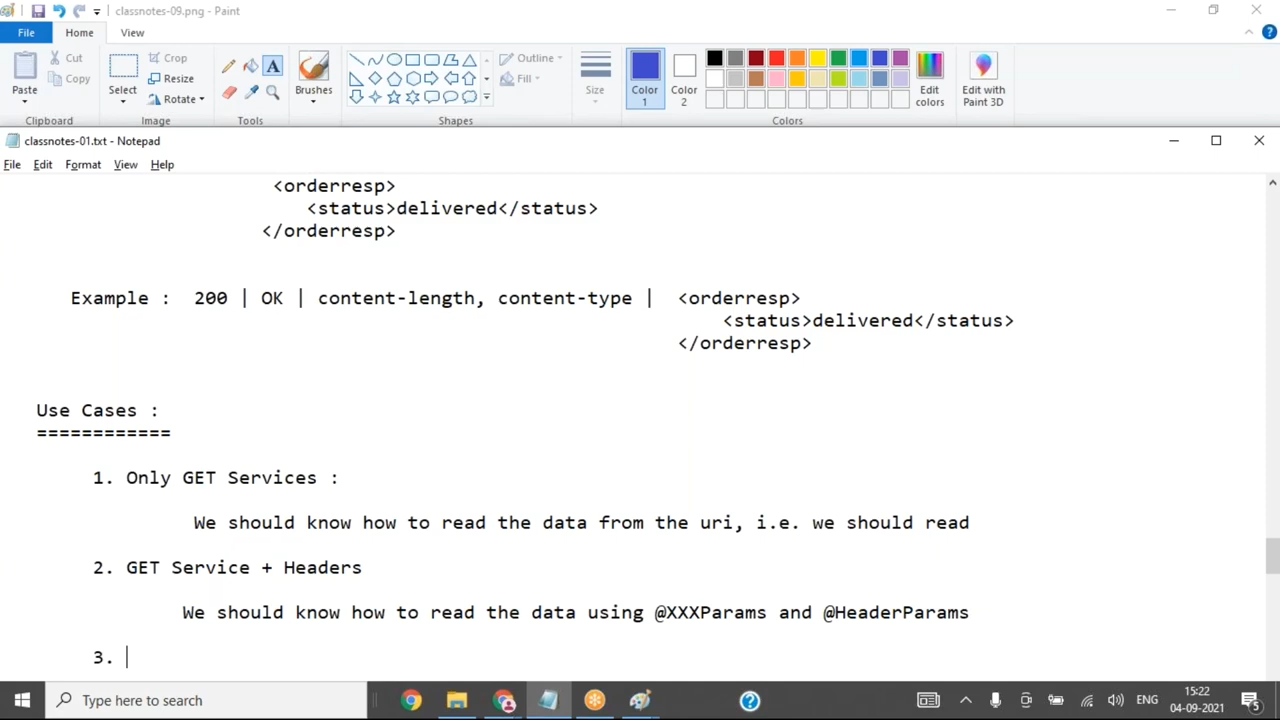 classnotes-09.png - Paint
File Home View
Paste
Cut
Copy
Clipboard
Select
Crop
Resize
Rotate
Image
A
Tools
Brushes
Outline
Fill
Shapes
Size
Color 1
Color 2
Edit colors
Colors
Edit with Paint 3D
classnotes-01.txt - Notepad
File Edit Format View Help
<orderresp>
<status>delivered</status>
</orderresp>
Example : 200 | OK | content-length, content-type | <orderresp>
<status>delivered</status>
</orderresp>
Use Cases :
============
1. Only GET Services :
We should know how to read the data from the uri, i.e. we should read
2. GET Service + Headers
We should know how to read the data using @XXXParams and @HeaderParams
3.
Type here to search
ENG
15:22
04-09-2021
5